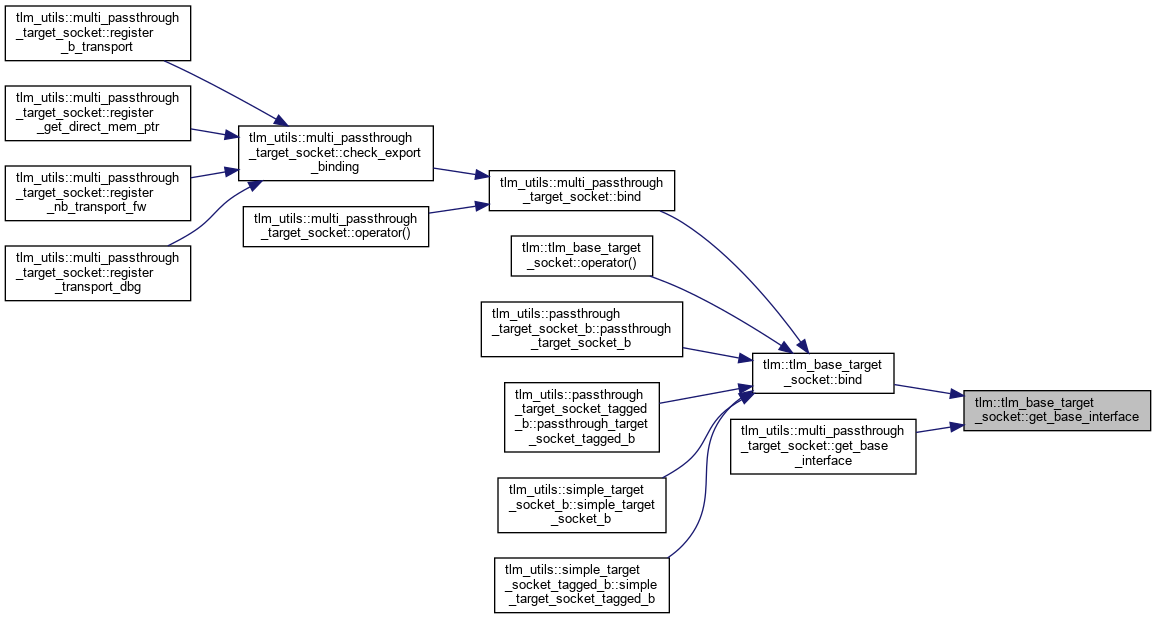 tlm_utils::multi_passthrough
_target_socket::register
_b_transport
tlm_utils::multi_passthrough
_target_socket::register
_get_direct_mem_ptr
tlm_utils::multi_passthrough
_target_socket::register
_nb_transport_fw
tlm_utils::multi_passthrough
_target_socket::register
_transport_dbg
tlm_utils::multi_passthrough
_target_socket::check_export
_binding
tlm_utils::multi_passthrough
_target_socket::operator()
tlm_utils::multi_passthrough
_target_socket::bind
tlm::tlm_base_target
_socket::operator()
tlm_utils::passthrough
_target_socket_b::passthrough
_target_socket_b
tlm_utils::passthrough
_target_socket_tagged
_b::passthrough_target
_socket_tagged_b
tlm_utils::simple_target
_socket_b::simple_target
_socket_b
tlm_utils::simple_target
_socket_tagged_b::simple
_target_socket_tagged_b
tlm::tlm_base_target
_socket::bind
tlm_utils::multi_passthrough
_target_socket::get_base
_interface
tlm::tlm_base_target
_socket::get_base_interface